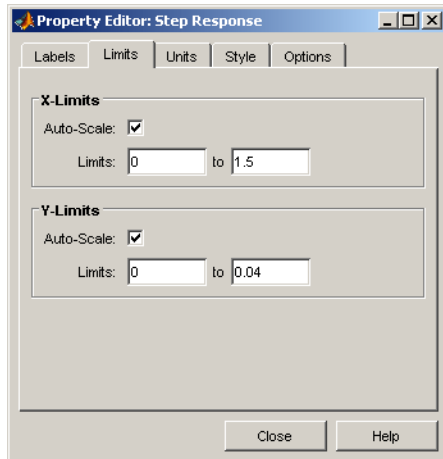 Property Editor: Step Response
Labels Limits Units Style Options
X-Limits
Auto-Scale:
Limits: 0 to 1.5
Y-Limits
Auto-Scale:
Limits: 0 to 0.04
Close Help